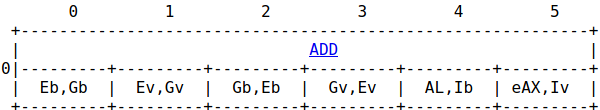 0 1 2 3 4 5
ADD
0
Eb,Gb Ev,Gv Gb,Eb Gv,Ev AL,Ib eAX,Iv